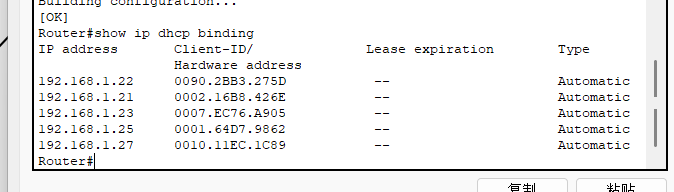 Building configuration...
[OK]
Router#show ip dhcp binding
IP address Client-ID/ Lease expiration Type
Hardware address
192.168.1.22 0090.2BB3.275D -- Automatic
192.168.1.21 0002.16B8.426E -- Automatic
192.168.1.23 0007.EC76.A905 -- Automatic
192.168.1.25 0001.64D7.9862 -- Automatic
192.168.1.27 0010.11EC.1C89 -- Automatic
Router#
复制 粘贴